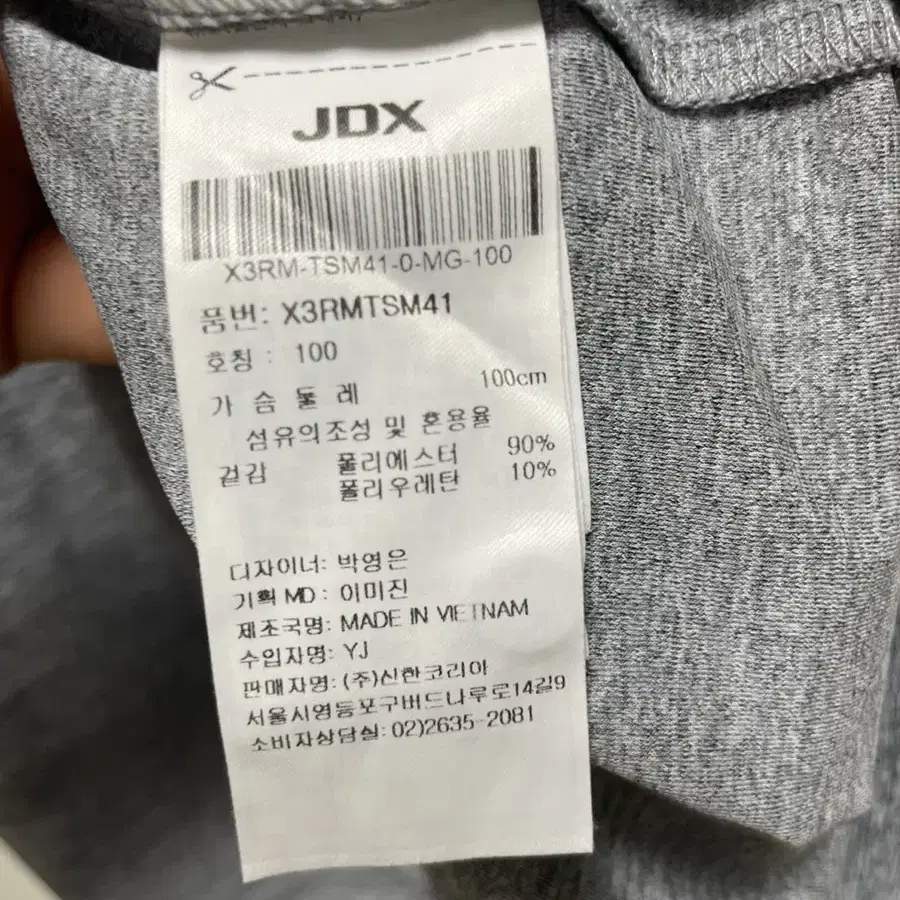 JDX
X3RM-TSM41-0-MG-100
품번: X3RMTSM41
호칭 : 100
가 슴 둘 레 100cm
섬유의조성 및 혼용율
겉감 폴리에스터 90%
폴리우레탄 10%
디자이너: 박영은
기획 MD : 이미진
제조국명: MADE IN VIETNAM
수입자명: YJ
판매자명: (주)신한코리아
서울시영등포구버드나루로14길9
소비자상담실: 02)2635-2081